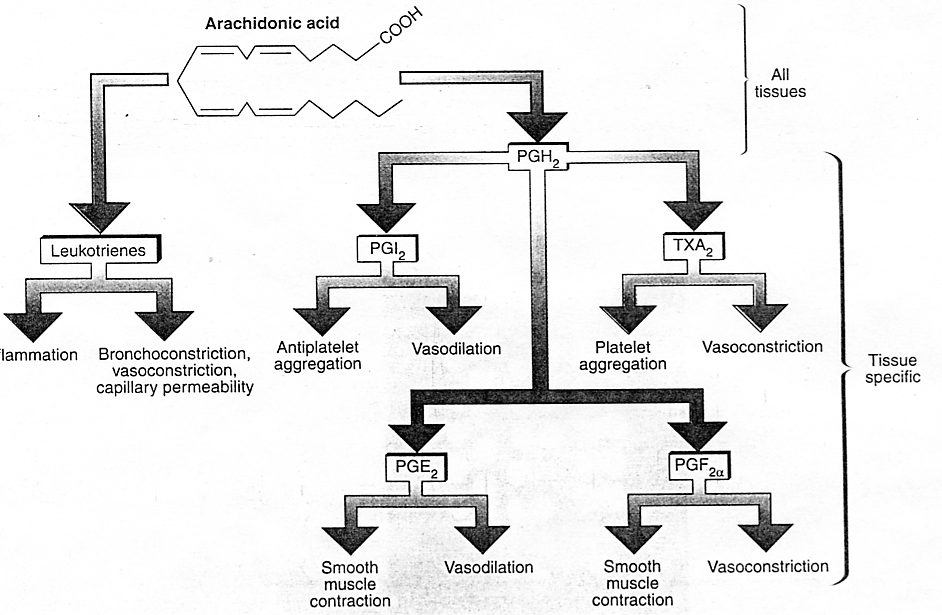 Arachidonic acid
COOH
All
tissues
PGH2
Leukotrienes
PGI2
TXA2
flammation
Bronchoconstriction,
vasoconstriction,
capillary permeability
Antiplatelet
aggregation
Vasodilation
Platelet
aggregation
Vasoconstriction
Tissue
specific
PGE2
PGF2α
Smooth
muscle
contraction
Vasodilation
Smooth
muscle
contraction
Vasoconstriction